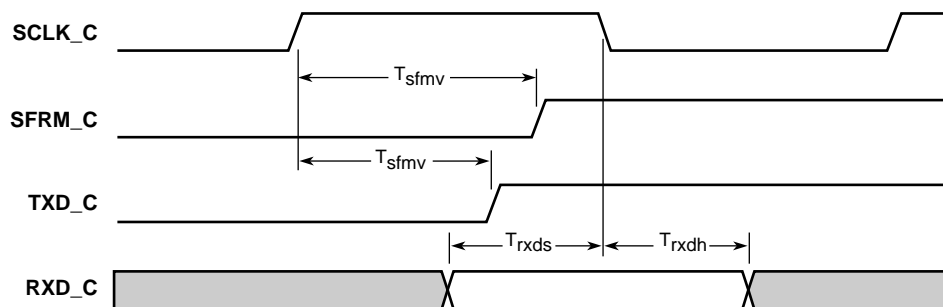 SCLK_C
Tsfmv
SFRM_C
Tsfmv
TXD_C
Trxds Trxdh
RXD_C